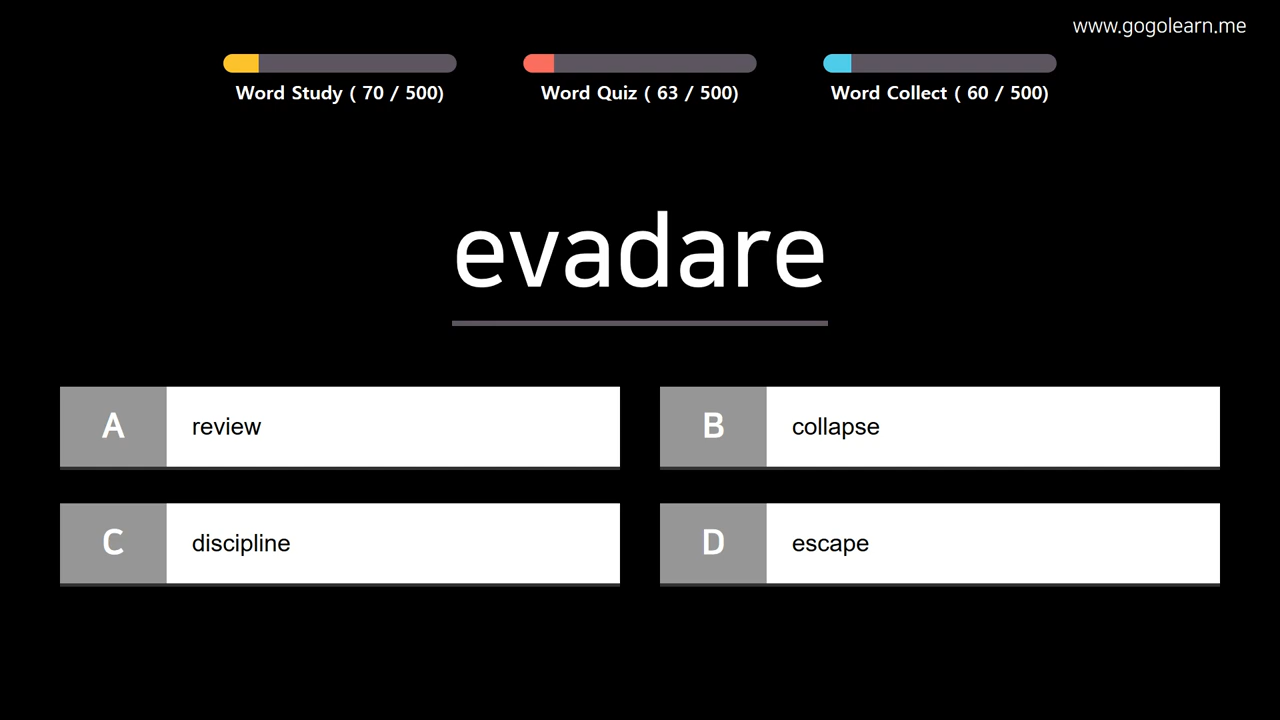 www.gogolearn.me
Word Study ( 70 / 500)
Word Quiz ( 63 / 500)
Word Collect ( 60 / 500)
evadare
A review
B collapse
C discipline
D escape